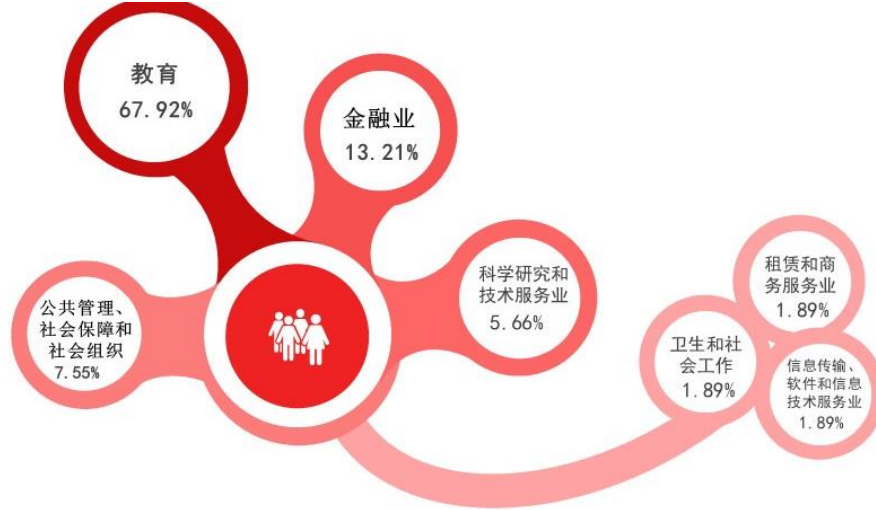 教育
67.92%
金融业
13.21%
科学研究和
技术服务业
5.66%
公共管理、
社会保障和
社会组织
7.55%
租赁和商
务服务业
1.89%
卫生和社
会工作
1.89%
信息传输、
软件和信息
技术服务业
1.89%